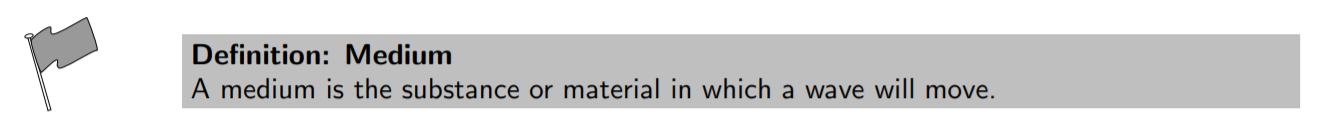 Definition: Medium
A medium is the substance or material in which a wave will move.